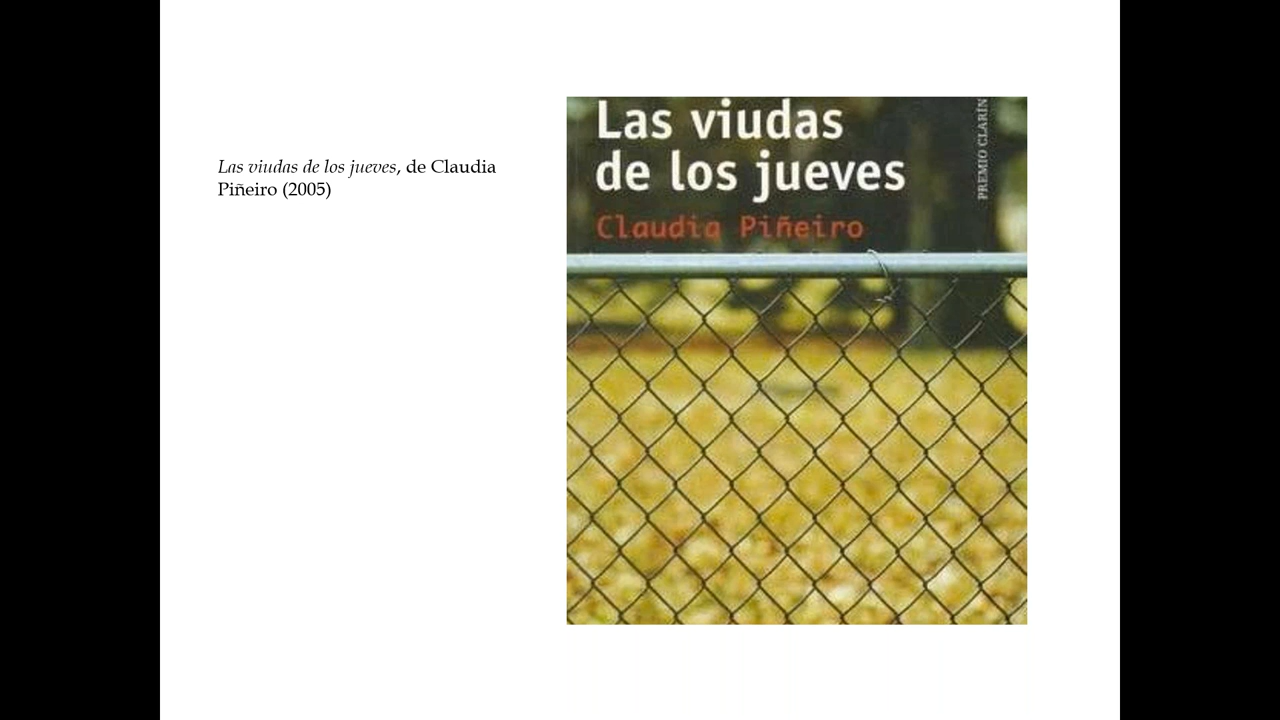 Las viudas de los jueves, de Claudia
Piñeiro (2005)
Las viudas
de los jueves
Claudia Piñeiro
PREMIO CLARÍN